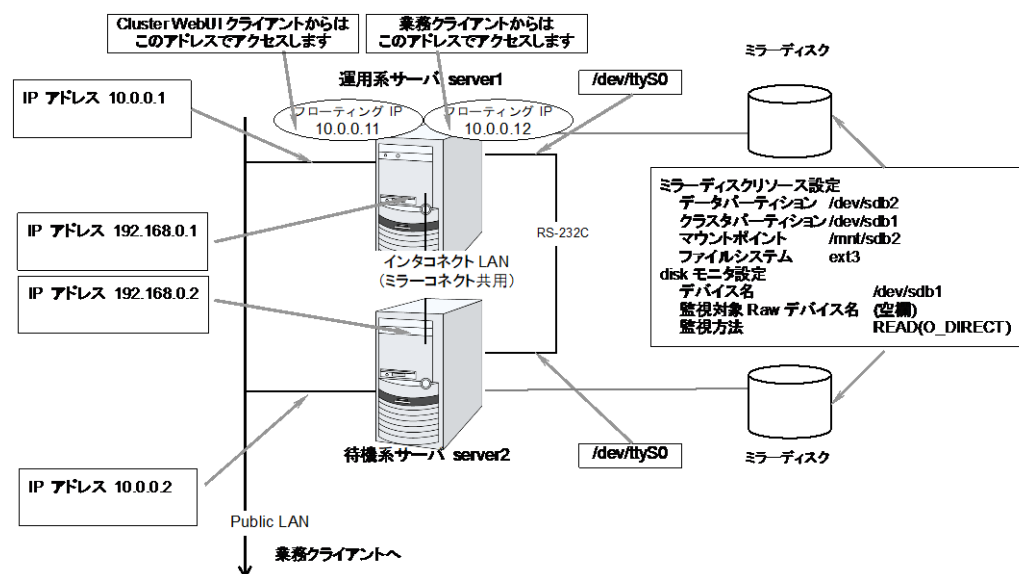 Cluster WebUI クライアントからは
このアドレスでアクセスします
業務クライアントからは
このアドレスでアクセスします
ミラーディスク
運用系サーバ server1
/dev/ttyS0
IP アドレス 10.0.0.1
フローティング IP
10.0.0.11
フローティング IP
10.0.0.12
ミラーディスクリソース設定
データパーティション /dev/sdb2
クラスタパーティション /dev/sdb1
マウントポイント /mnt/sdb2
ファイルシステム ext3
disk モニタ設定
デバイス名 /dev/sdb1
監視対象 Raw デバイス名 (空欄)
監視方法 READ(O_DIRECT)
IP アドレス 192.168.0.1
RS-232C
インタコネクト LAN
(ミラーコネクト共用)
IP アドレス 192.168.0.2
待機系サーバ server2
/dev/ttyS0
ミラーディスク
IP アドレス 10.0.0.2
Public LAN
業務クライアントへ